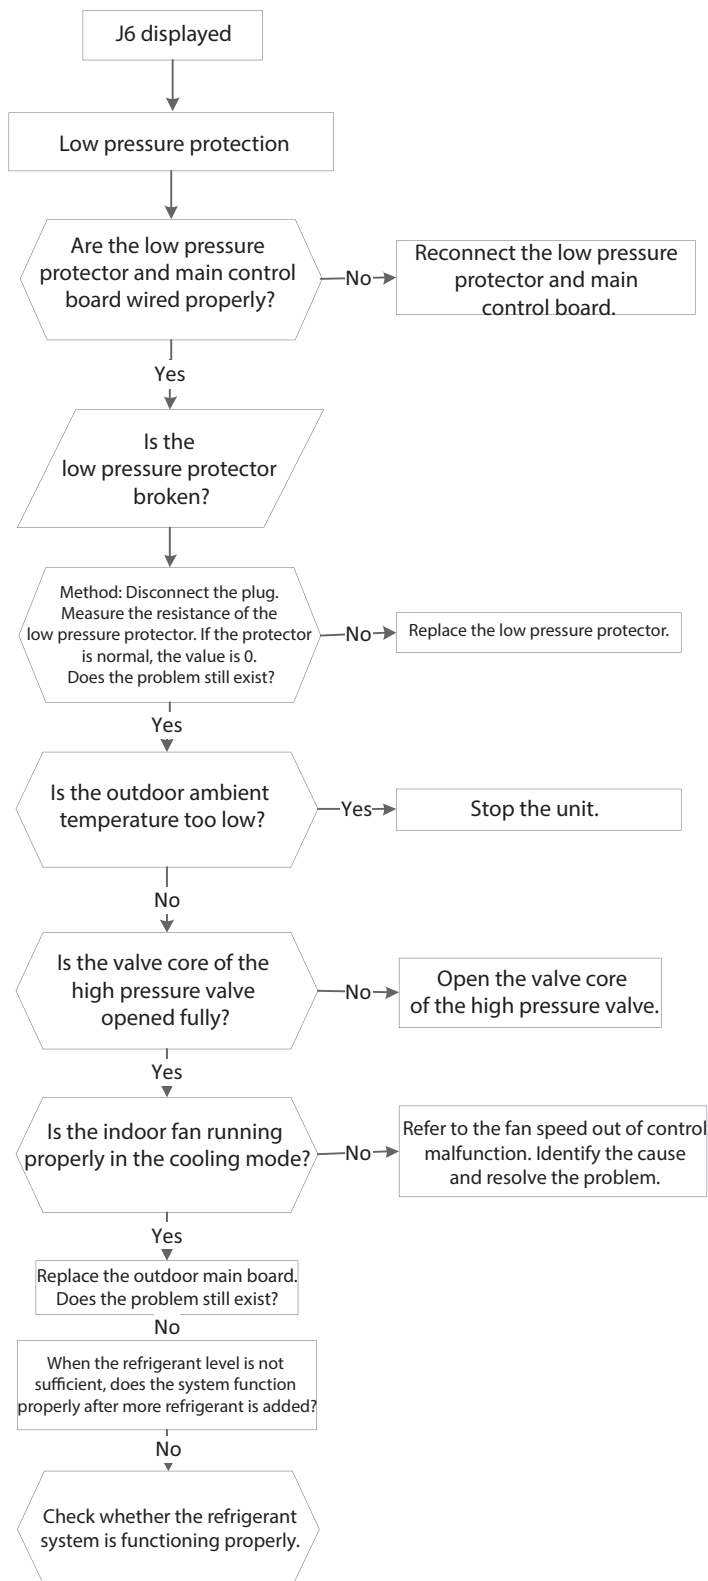 J6 displayed
Low pressure protection
Are the low pressure
protector and main control
board wired properly?
No
Reconnect the low pressure
protector and main
control board.
Yes
Is the
low pressure protector
broken?
Method: Disconnect the plug.
Measure the resistance of the
low pressure protector. If the protector
is normal, the value is 0.
Does the problem still exist?
No
Replace the low pressure protector.
Yes
Is the outdoor ambient
temperature too low?
Yes
Stop the unit.
No
Is the valve core of the
high pressure valve
opened fully?
No
Open the valve core
of the high pressure valve.
Yes
Is the indoor fan running
properly in the cooling mode?
No
Refer to the fan speed out of control
malfunction. Identify the cause
and resolve the problem.
Yes
Replace the outdoor main board.
Does the problem still exist?
No
When the refrigerant level is not
sufficient, does the system function
properly after more refrigerant is added?
No
Check whether the refrigerant
system is functioning properly.